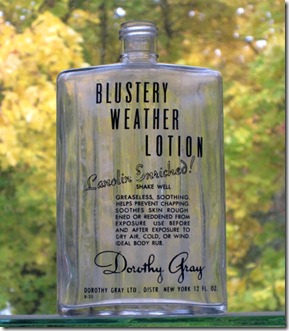 BLUSTERY
WEATHER
LOTION
Lanolin Enriched!
SHAKE WELL
GREASELESS, SOOTHING.
HELPS PREVENT CHAPPING
SOOTHES SKIN ROUGH
ENED OR REDDENED FROM
EXPOSURE. USE BEFORE
AND AFTER EXPOSURE TO
DRY AIR, COLD, OR WIND.
IDEAL BODY RUB.
Dorothy Gray
DOROTHY GRAY LTD., DISTR. NEW YORK 12 FL. OZ.